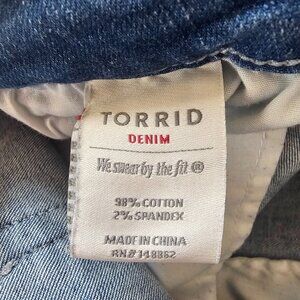 TORRID
DENIM
We swear by the fit ®
98% COTTON
2% SPANDEX
MADE IN CHINA
RN# 148862